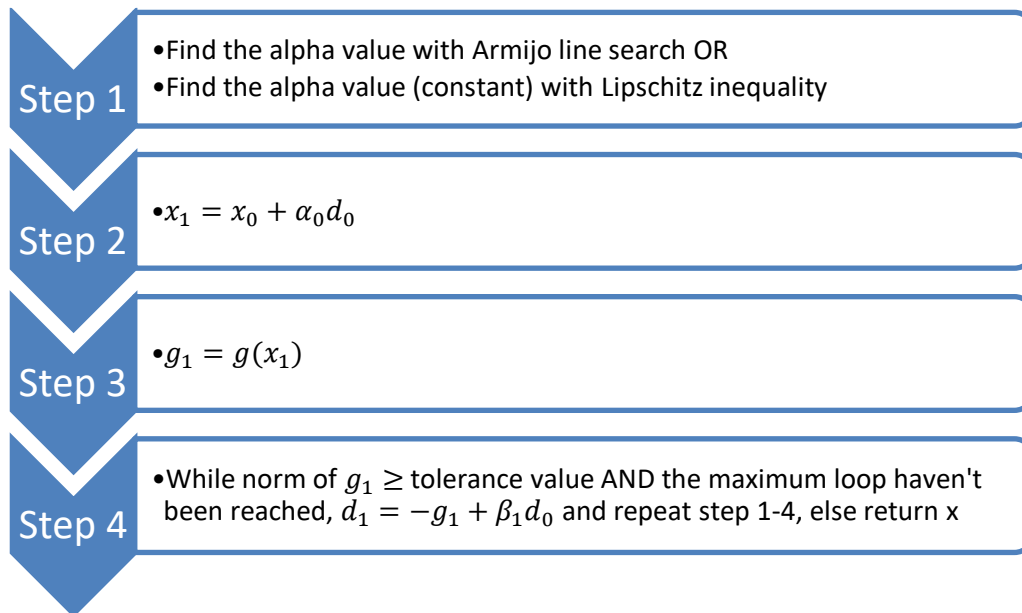 Step 1
•Find the alpha value with Armijo line search OR
•Find the alpha value (constant) with Lipschitz inequality
Step 2
•𝑥₁ = 𝑥₀ + 𝛼₀𝑑₀
Step 3
•𝑔₁ = 𝑔(𝑥₁)
Step 4
•While norm of 𝑔₁ ≥ tolerance value AND the maximum loop haven't
been reached, 𝑑₁ = −𝑔₁ + 𝛽₁𝑑₀ and repeat step 1-4, else return x